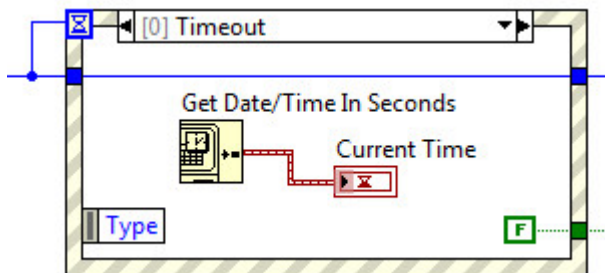 [0] Timeout
Get Date/Time In Seconds
Current Time
Type
F